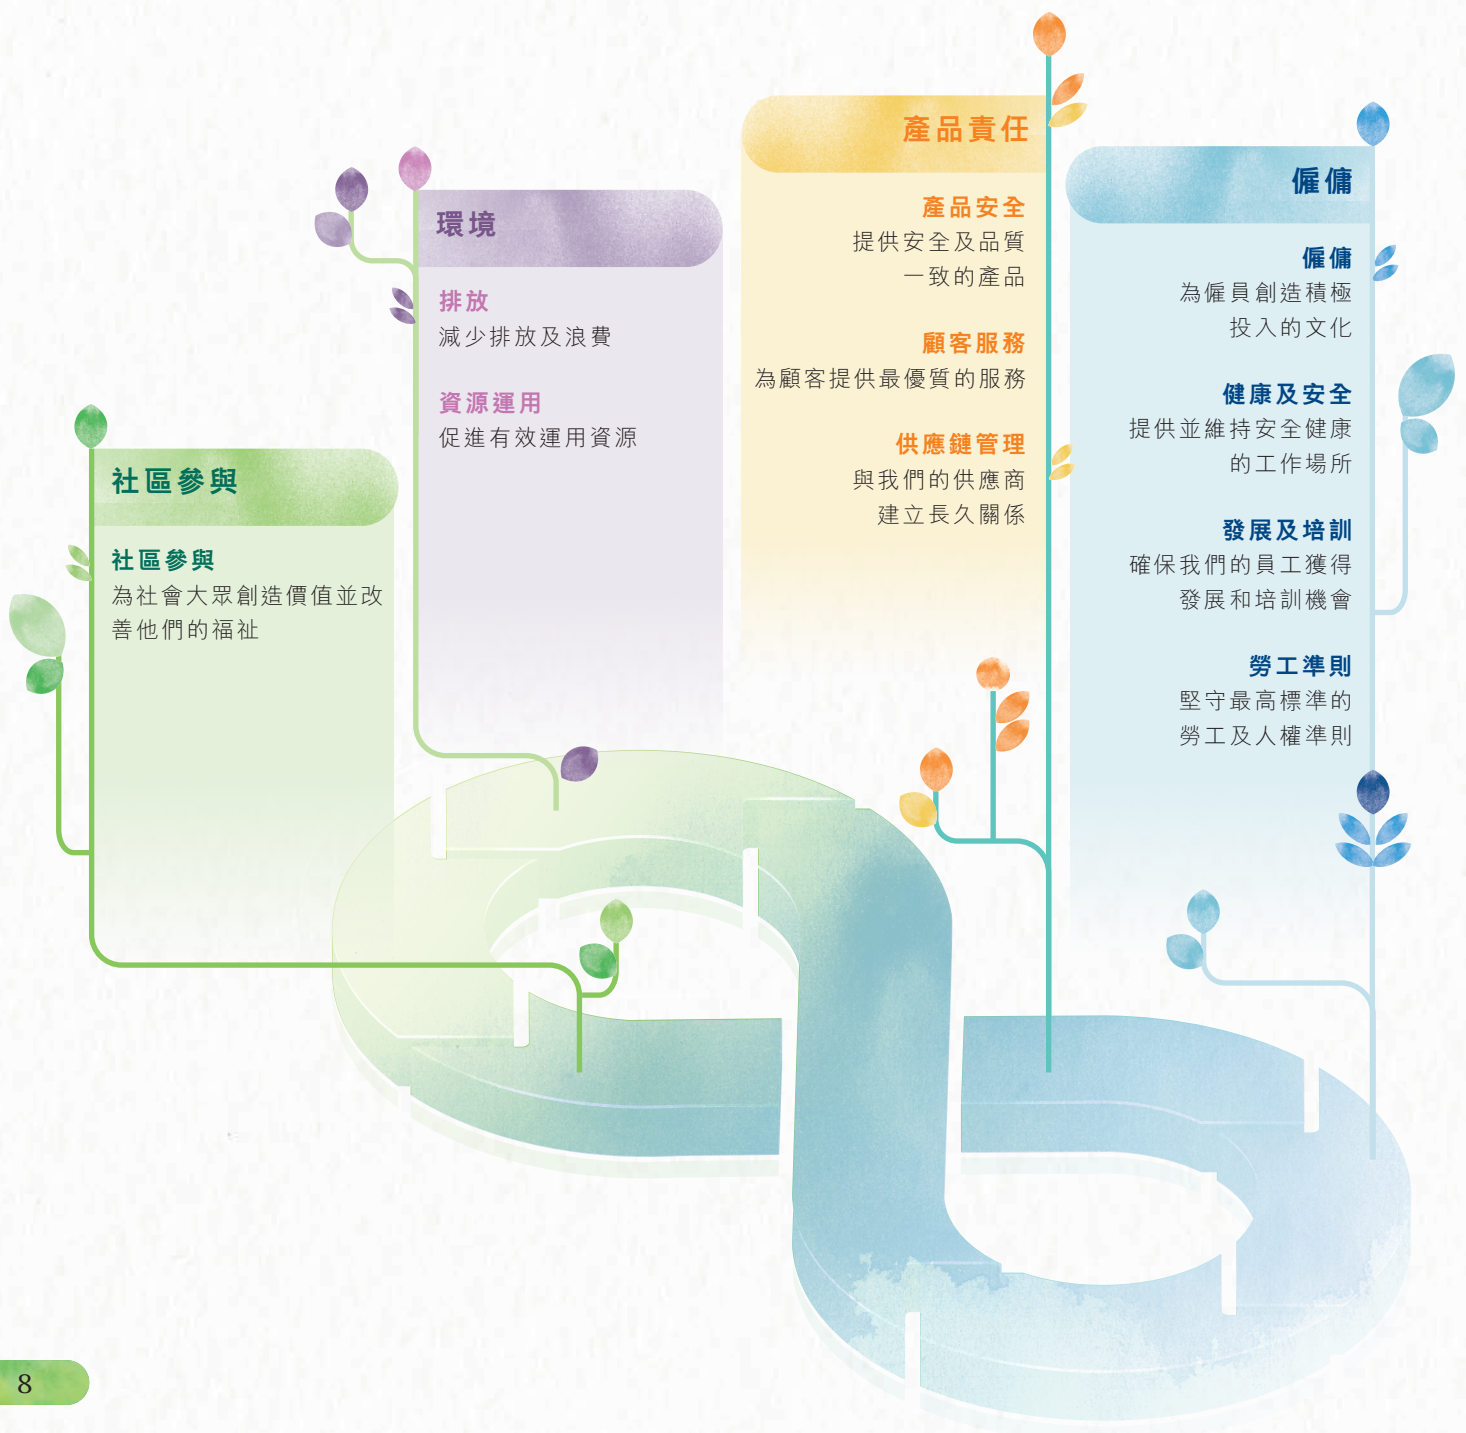 社區參與
社區參與
為社會大眾創造價值並改
善他們的福祉
環境
排放
減少排放及浪費
資源運用
促進有效運用資源
產品責任
產品安全
提供安全及品質
一致的產品
顧客服務
為顧客提供最優質的服務
供應鏈管理
與我們的供應商
建立長久關係
僱傭
僱傭
為僱員創造積極
投入的文化
健康及安全
提供並維持安全健康
的工作場所
發展及培訓
確保我們的員工獲得
發展和培訓機會
勞工準則
堅守最高標準的
勞工及人權準則
8